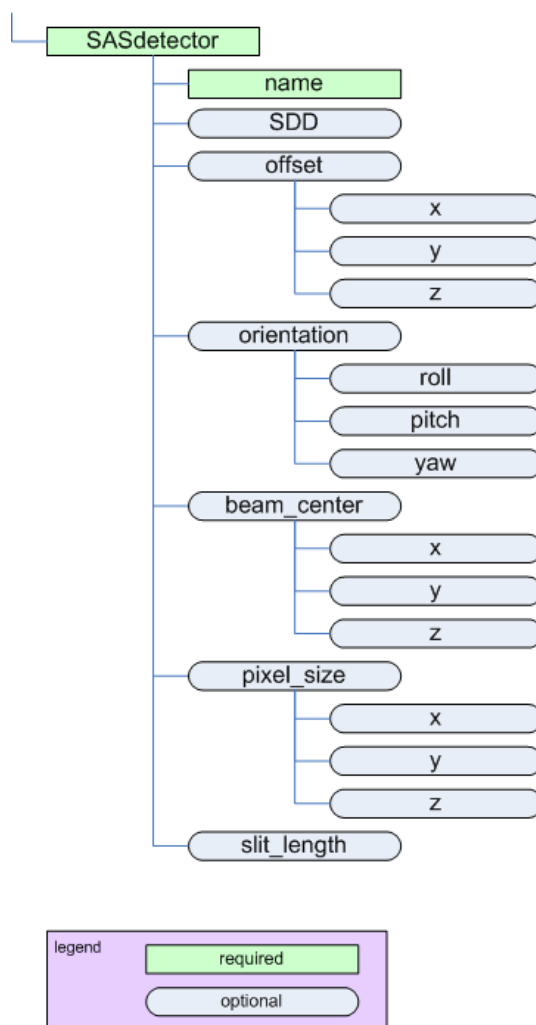 SASdetector
name
SDD
offset
x
y
z
orientation
roll
pitch
yaw
beam_center
x
y
z
pixel_size
x
y
z
slit_length
legend
required
optional